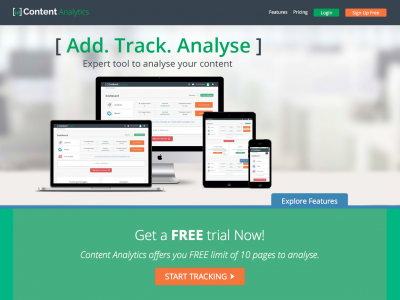 Content Analytics
Features Pricing Login Sign Up Free
[ Add. Track. Analyse ]
Expert tool to analyse your content
Explore Features
Get a FREE trial Now!
Content Analytics offers you FREE limit of 10 pages to analyse.
START TRACKING